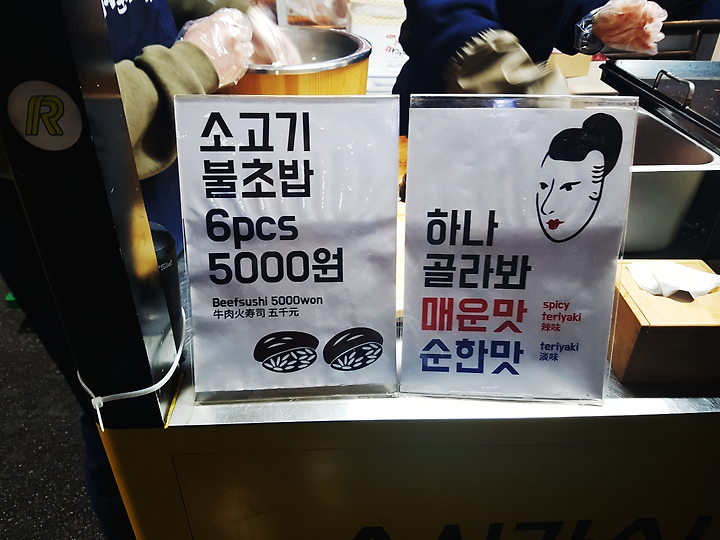 소고기
불초밥
6pcs
5000원
Beefsushi 5000won
牛肉火寿司 五千元
하나
골라봐
매운맛
spicy
teriyaki
辣味
순한맛
teriyaki
淡味
R